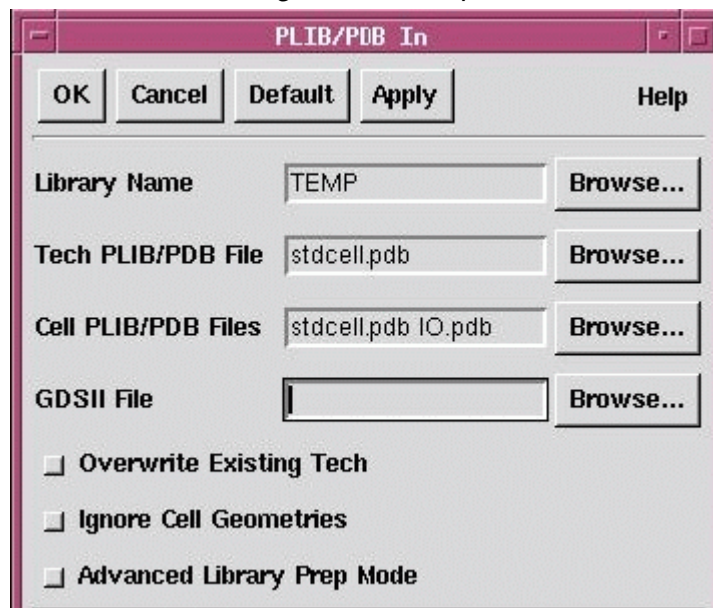 PLIB/PDB In
OK Cancel Default Apply Help
Library Name TEMP Browse...
Tech PLIB/PDB File stdcell.pdb Browse...
Cell PLIB/PDB Files stdcell.pdb IO.pdb Browse...
GDSII File Browse...
Overwrite Existing Tech
Ignore Cell Geometries
Advanced Library Prep Mode